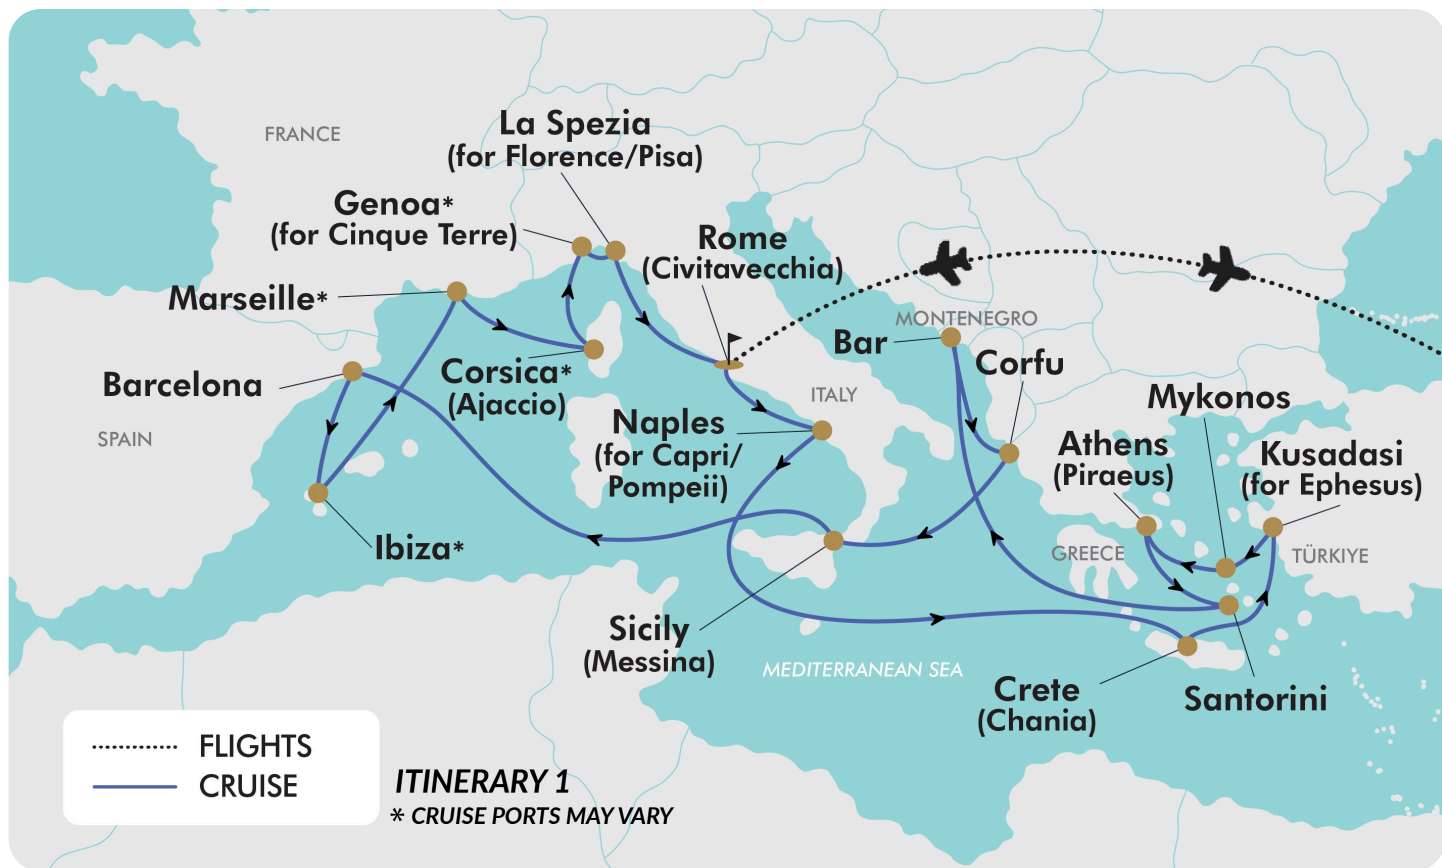 FRANCE
La Spezia
(for Florence/Pisa)
Genoa*
(for Cinque Terre)
Rome
(Civitavecchia)
Marseille*
MONTENEGRO
Bar
Corfu
Barcelona
Corsica*
(Ajaccio)
ITALY
Mykonos
SPAIN
Naples
(for Capri/
Pompeii)
Athens
(Piraeus)
Kusadasi
(for Ephesus)
Ibiza*
GREECE
TÜRKIYE
Sicily
(Messina)
MEDITERRANEAN SEA
Crete
(Chania)
Santorini
FLIGHTS
CRUISE
ITINERARY 1
* CRUISE PORTS MAY VARY